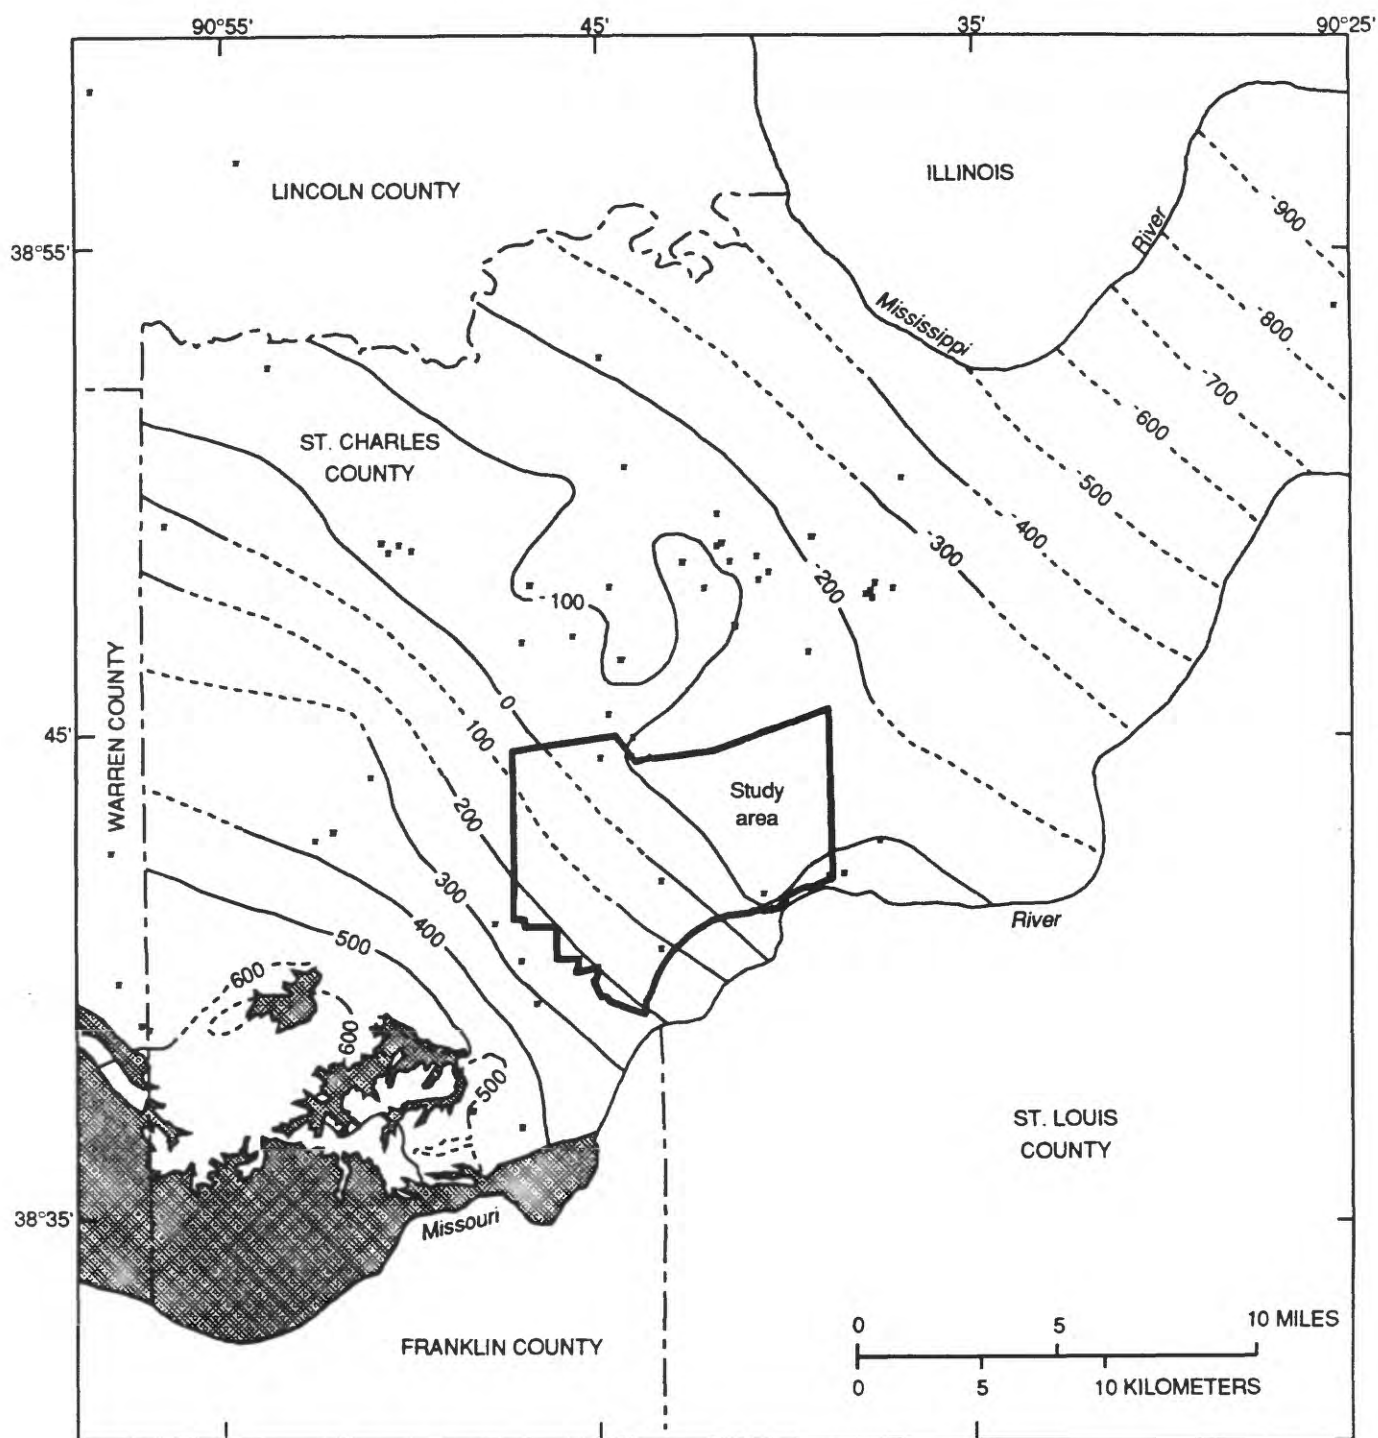 90°55'
45'
35'
90°25'
LINCOLN COUNTY
ILLINOIS
River
Mississippi
38°55'
-900
-800
-700
-600
-500
-400
-300
-200
-100
ST. CHARLES
COUNTY
WARREN COUNTY
45'
0
100
200
300
400
500
600
600
500
Study
area
River
ST. LOUIS
COUNTY
38°35'
Missouri
FRANKLIN COUNTY
0 5 10 MILES
0 5 10 KILOMETERS